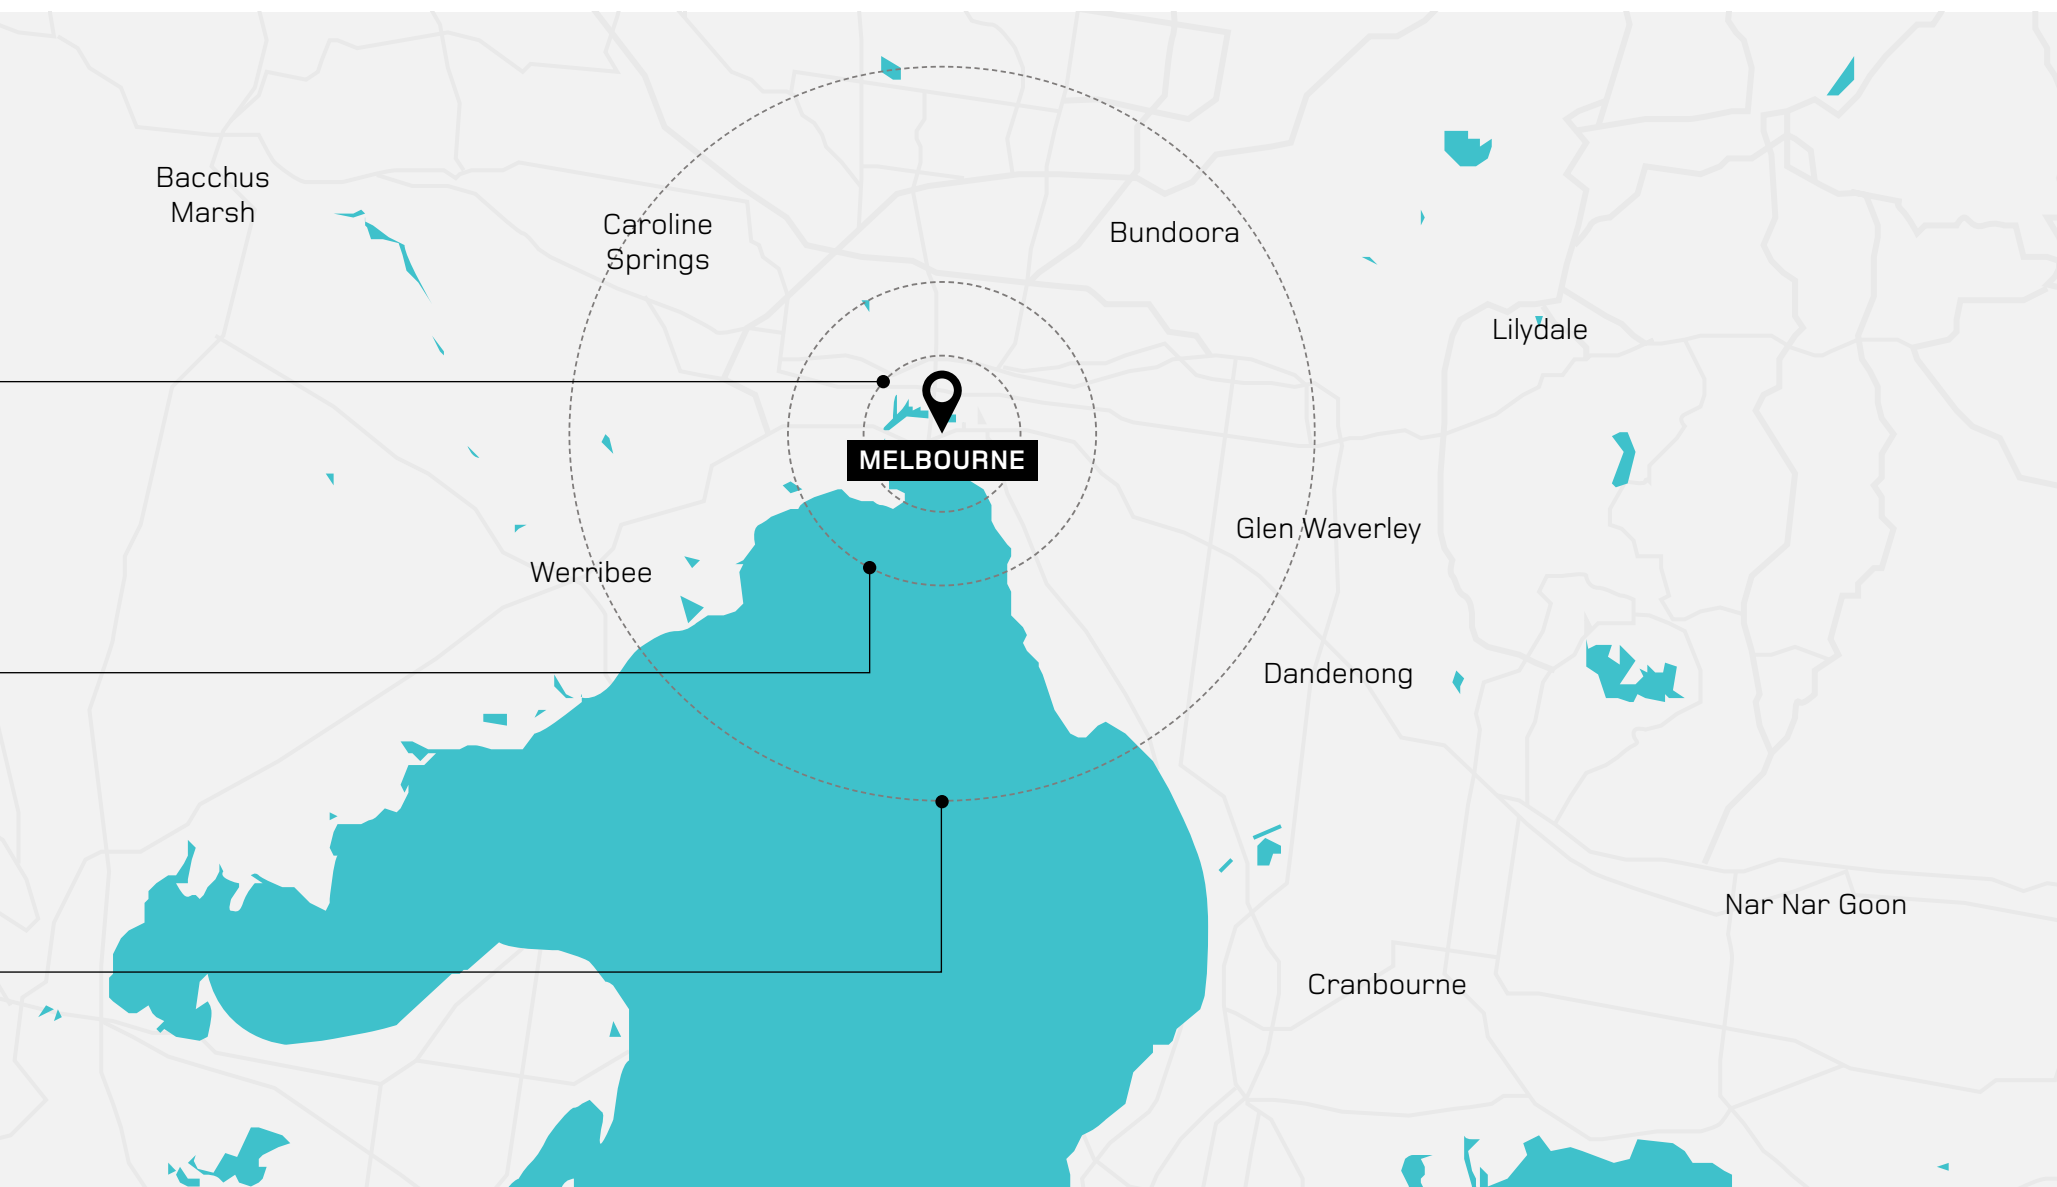 Bacchus
Marsh
Caroline
Springs
Bundoora
Lilydale
MELBOURNE
Glen Waverley
Werribee
Dandenong
Nar Nar Goon
Cranbourne